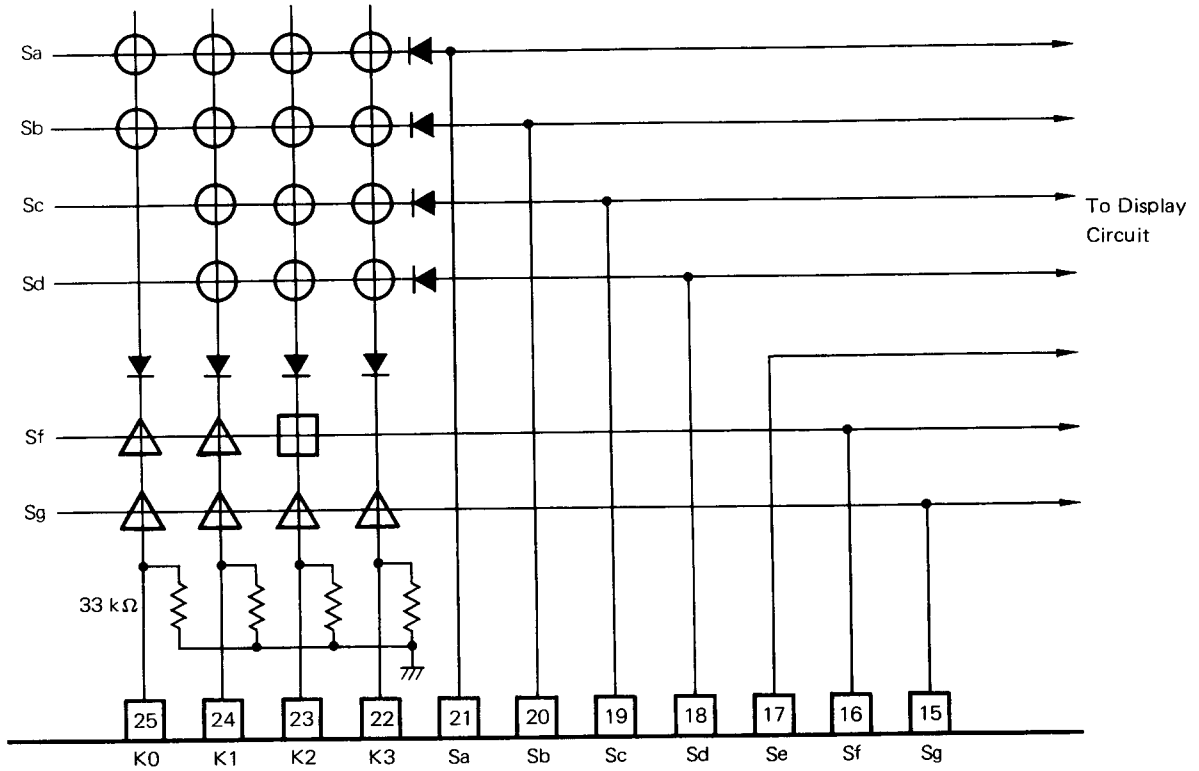 Sa
Sb
Sc
To Display
Circuit
Sd
Sf
Sg
33 kΩ
25 24 23 22 21 20 19 18 17 16 15
K0 K1 K2 K3 Sa Sb Sc Sd Se Sf Sg